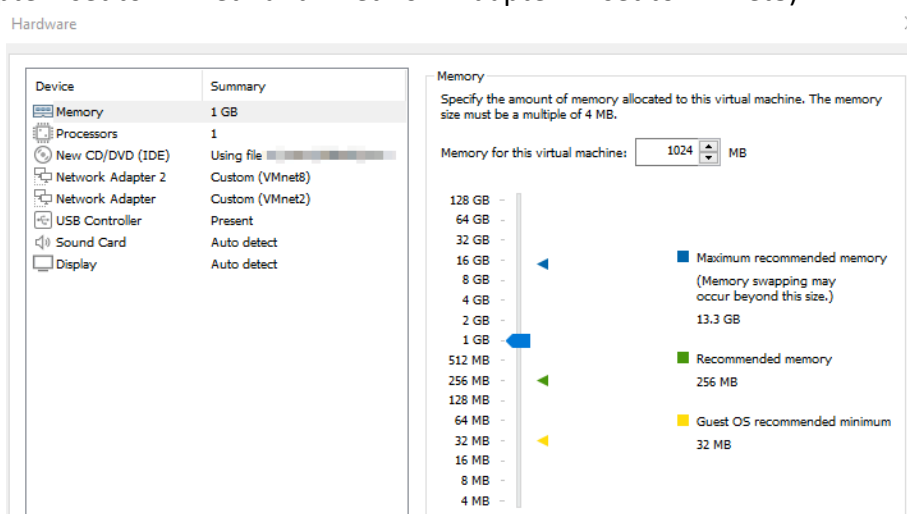 Hardware
Device Summary
Memory 1 GB
Processors 1
New CD/DVD (IDE) Using file
Network Adapter 2 Custom (VMnet8)
Network Adapter Custom (VMnet2)
USB Controller Present
Sound Card Auto detect
Display Auto detect
Memory
Specify the amount of memory allocated to this virtual machine. The memory
size must be a multiple of 4 MB.
Memory for this virtual machine: 1024 MB
128 GB
64 GB
32 GB
16 GB
8 GB
4 GB
2 GB
1 GB
512 MB
256 MB
128 MB
64 MB
32 MB
16 MB
8 MB
4 MB
Maximum recommended memory
(Memory swapping may
occur beyond this size.)
13.3 GB
Recommended memory
256 MB
Guest OS recommended minimum
32 MB